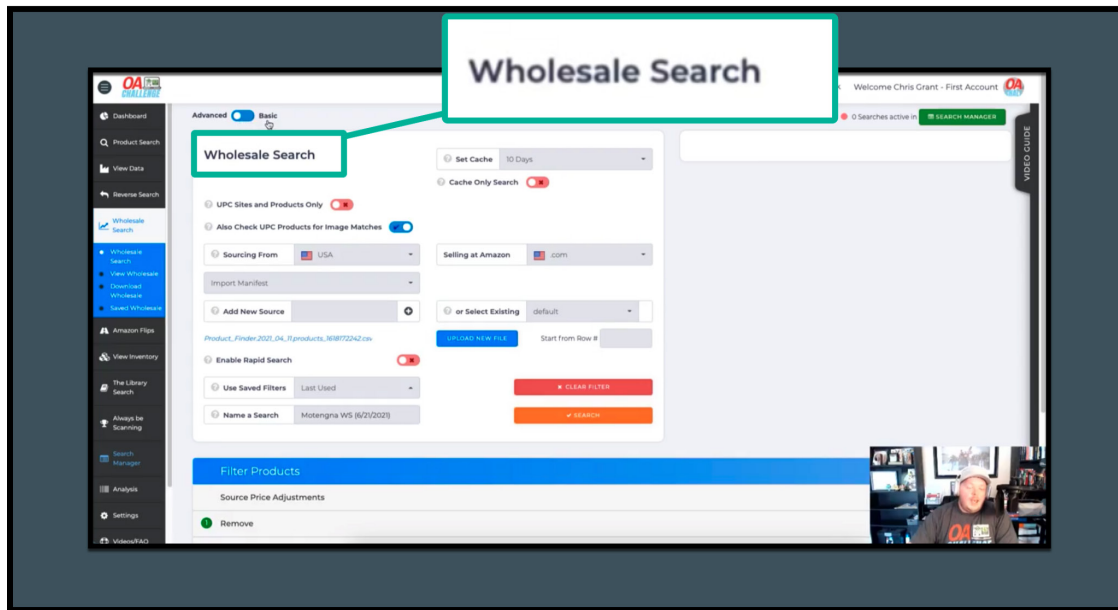 Wholesale Search
OA
CHALLENGE
Welcome Chris Grant - First Account
OA
Dashboard
Product Search
View Data
Reverse Search
Wholesale
Search
Wholesale
Search
View Wholesale
Download
Wholesale
Saved Wholesale
Amazon Flips
View Inventory
The Library
Search
Always be
Scanning
Search
Manager
Analysis
Settings
Videos/FAQ
Advanced Basic
0 Searches active in SEARCH MANAGER
VIDEO GUIDE
Wholesale Search
Set Cache 10 Days
Cache Only Search
UPC Sites and Products Only
Also Check UPC Products for Image Matches
Sourcing From USA Selling at Amazon .com
Import Manifest
Add New Source or Select Existing default
Product_Finder.2021_04_11.products_1618172242.csv UPLOAD NEW FILE Start from Row #
Enable Rapid Search
Use Saved Filters Last Used CLEAR FILTER
Name a Search Motengna WS (6/21/2021) SEARCH
Filter Products
Source Price Adjustments
1 Remove
OA